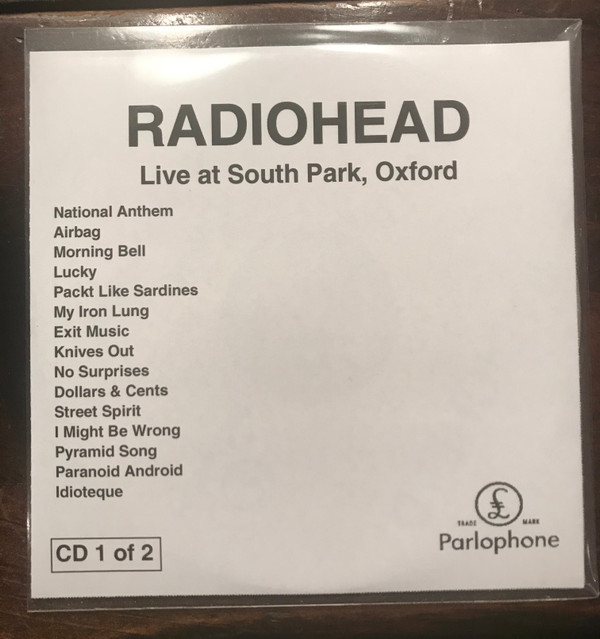 RADIOHEAD
Live at South Park, Oxford
National Anthem
Airbag
Morning Bell
Lucky
Packt Like Sardines
My Iron Lung
Exit Music
Knives Out
No Surprises
Dollars & Cents
Street Spirit
I Might Be Wrong
Pyramid Song
Paranoid Android
Idioteque
CD 1 of 2
£
TRADE MARK
Parlophone